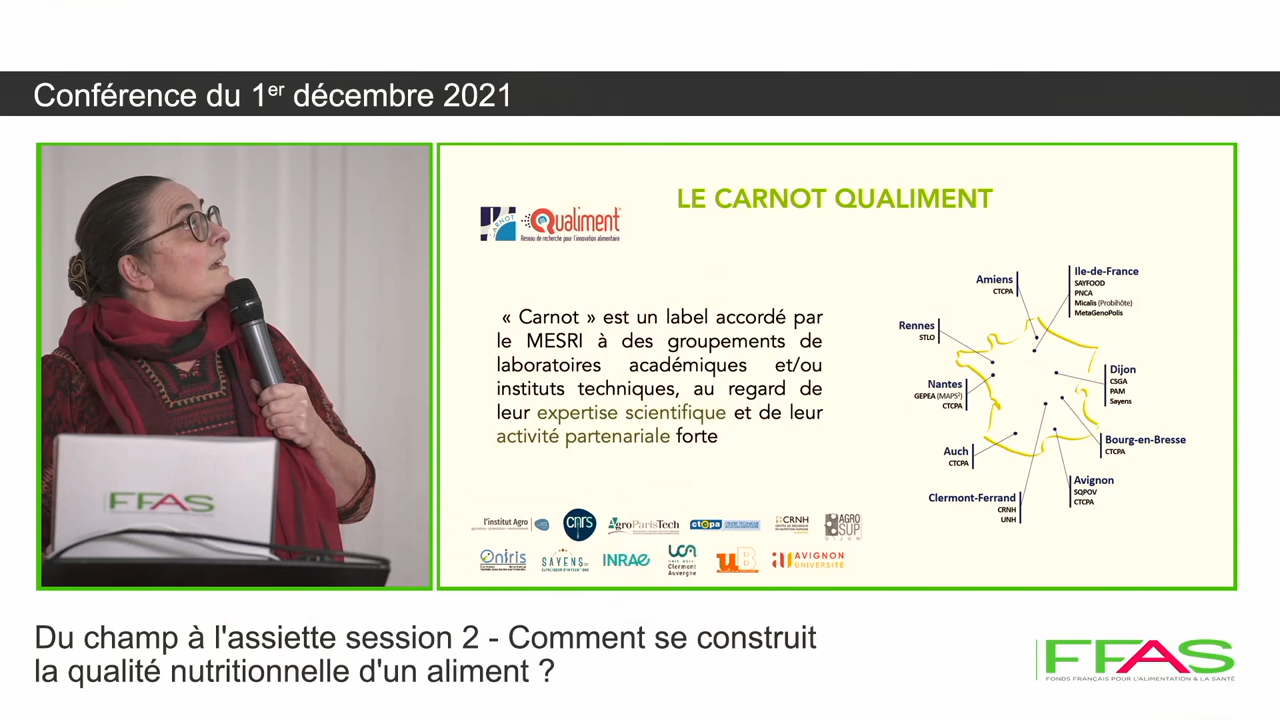 Conférence du 1er décembre 2021
LE CARNOT QUALIMENT
CARNOT
Qualiment
Réseau de recherche pour l'innovation alimentaire
« Carnot » est un label accordé par
le MESRI à des groupements de
laboratoires académiques et/ou
instituts techniques, au regard de
leur expertise scientifique et de leur
activité partenariale forte
Amiens
CTCPA
Ile-de-France
SAYFOOD
PNCA
Micalis (Probihôte)
MetaGenoPolis
Rennes
STLO
Nantes
GEPEA (MAPS²)
CTCPA
Dijon
CSGA
PAM
Sayens
Auch
CTCPA
Bourg-en-Bresse
CTCPA
Clermont-Ferrand
CRNH
UNH
Avignon
SQPOV
CTCPA
l'institut Agro
cnrs
AgroParisTech
ctcpa
CRNH
AGRO
SUP
DIJON
Oniris
SAYENS
INRAE
UCA
Clermont
Auvergne
uB
AVIGNON
UNIVERSITÉ
FFAS
Du champ à l'assiette session 2 - Comment se construit
la qualité nutritionnelle d'un aliment ?
FFAS
FONDS FRANÇAIS POUR L'ALIMENTATION & LA SANTÉ